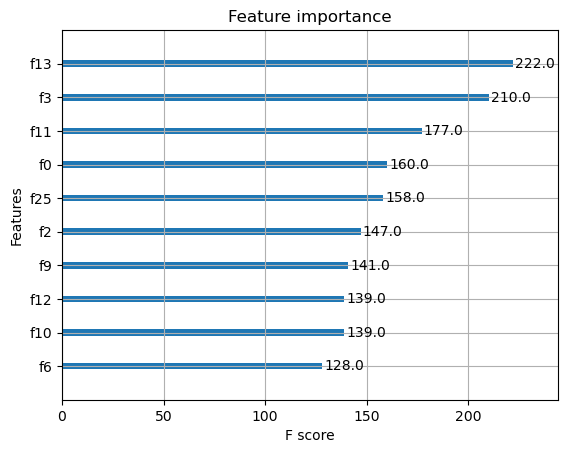 Feature importance
f13 222.0
f3 210.0
f11 177.0
f0 160.0
f25 158.0
f2 147.0
f9 141.0
f12 139.0
f10 139.0
f6 128.0
Features
0 50 100 150 200
F score